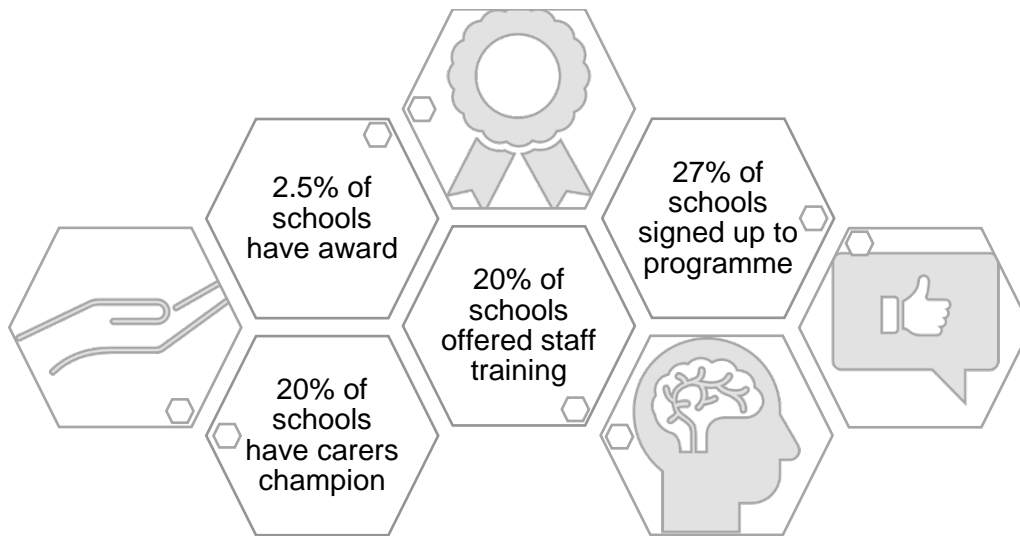 2.5% of
schools
have award
20% of
schools
have carers
champion
20% of
schools
offered staff
training
27% of
schools
signed up to
programme